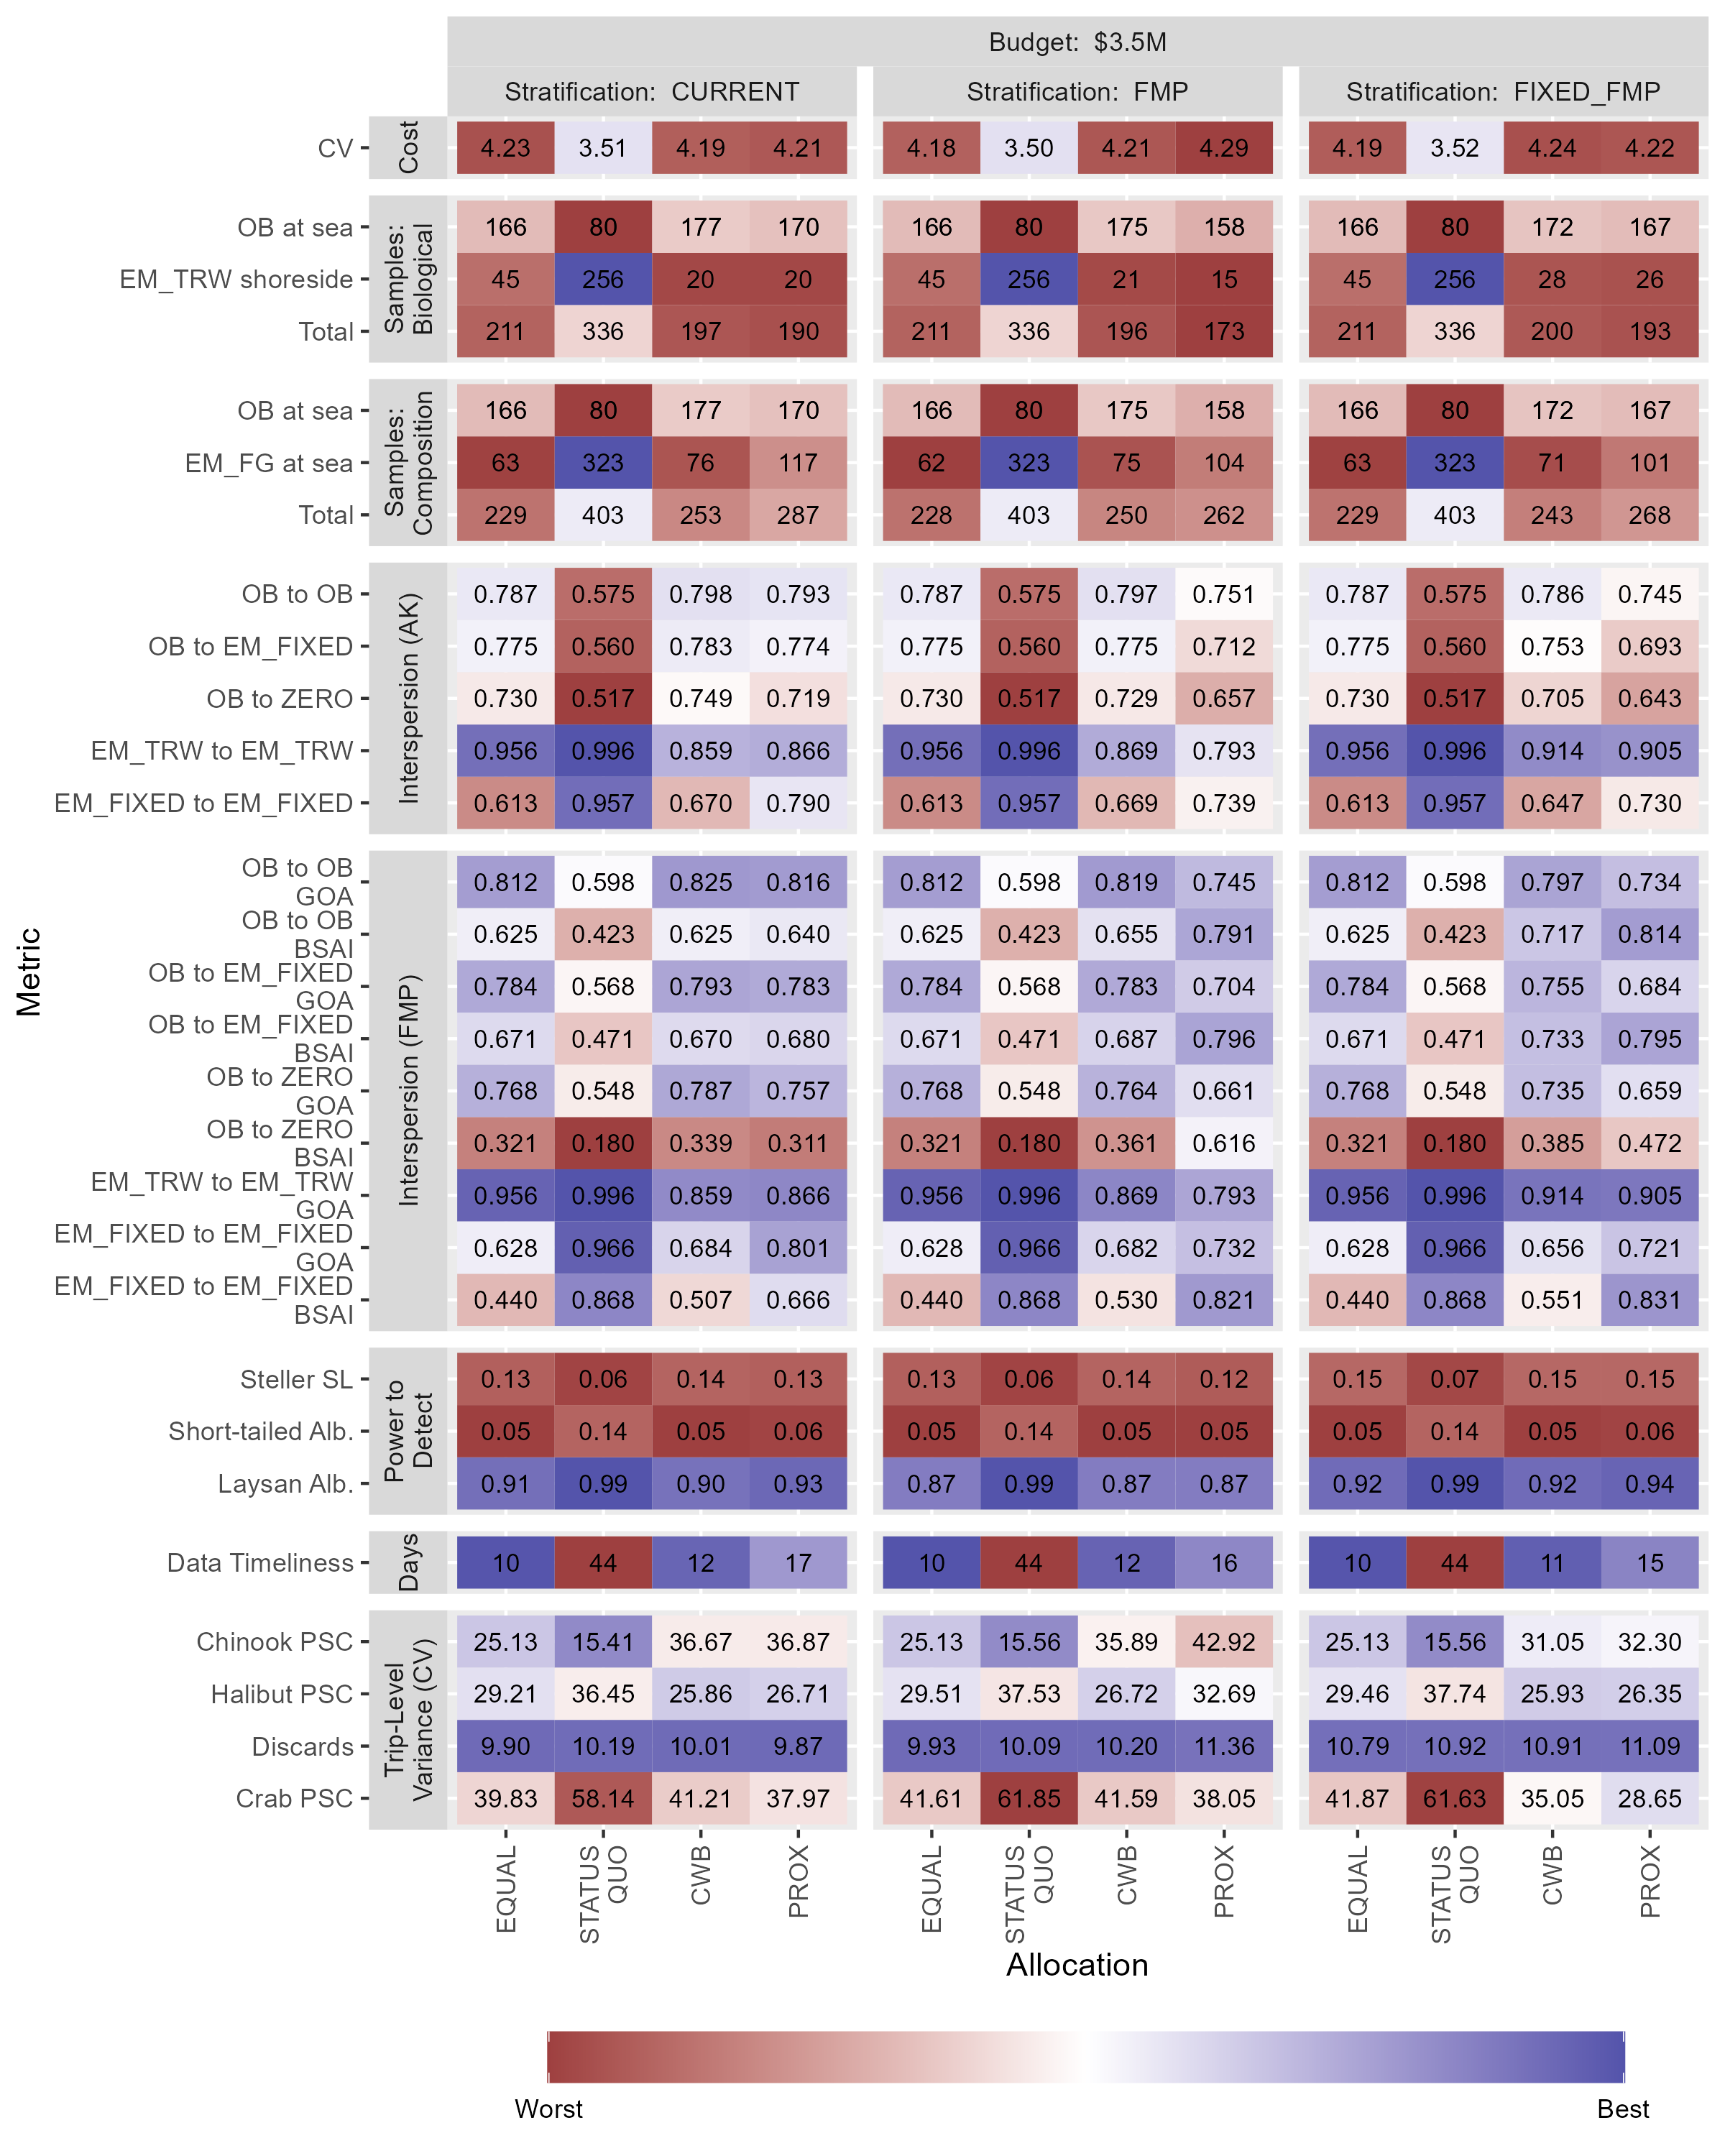 Budget: $3.5M
Stratification: CURRENT Stratification: FMP Stratification: FIXED_FMP
Cost
CV 4.23 3.51 4.19 4.21 4.18 3.50 4.21 4.29 4.19 3.52 4.24 4.22
Samples:
Biological
OB at sea 166 80 177 170 166 80 175 158 166 80 172 167
EM_TRW shoreside 45 256 20 20 45 256 21 15 45 256 28 26
Total 211 336 197 190 211 336 196 173 211 336 200 193
Samples:
Composition
OB at sea 166 80 177 170 166 80 175 158 166 80 172 167
EM_FG at sea 63 323 76 117 62 323 75 104 63 323 71 101
Total 229 403 253 287 228 403 250 262 229 403 243 268
Interspersion (AK)
OB to OB 0.787 0.575 0.798 0.793 0.787 0.575 0.797 0.751 0.787 0.575 0.786 0.745
OB to EM_FIXED 0.775 0.560 0.783 0.774 0.775 0.560 0.775 0.712 0.775 0.560 0.753 0.693
OB to ZERO 0.730 0.517 0.749 0.719 0.730 0.517 0.729 0.657 0.730 0.517 0.705 0.643
EM_TRW to EM_TRW 0.956 0.996 0.859 0.866 0.956 0.996 0.869 0.793 0.956 0.996 0.914 0.905
EM_FIXED to EM_FIXED 0.613 0.957 0.670 0.790 0.613 0.957 0.669 0.739 0.613 0.957 0.647 0.730
Metric
Interspersion (FMP)
OB to OB
GOA 0.812 0.598 0.825 0.816 0.812 0.598 0.819 0.745 0.812 0.598 0.797 0.734
OB to OB
BSAI 0.625 0.423 0.625 0.640 0.625 0.423 0.655 0.791 0.625 0.423 0.717 0.814
OB to EM_FIXED
GOA 0.784 0.568 0.793 0.783 0.784 0.568 0.783 0.704 0.784 0.568 0.755 0.684
OB to EM_FIXED
BSAI 0.671 0.471 0.670 0.680 0.671 0.471 0.687 0.796 0.671 0.471 0.733 0.795
OB to ZERO
GOA 0.768 0.548 0.787 0.757 0.768 0.548 0.764 0.661 0.768 0.548 0.735 0.659
OB to ZERO
BSAI 0.321 0.180 0.339 0.311 0.321 0.180 0.361 0.616 0.321 0.180 0.385 0.472
EM_TRW to EM_TRW
GOA 0.956 0.996 0.859 0.866 0.956 0.996 0.869 0.793 0.956 0.996 0.914 0.905
EM_FIXED to EM_FIXED
GOA 0.628 0.966 0.684 0.801 0.628 0.966 0.682 0.732 0.628 0.966 0.656 0.721
EM_FIXED to EM_FIXED
BSAI 0.440 0.868 0.507 0.666 0.440 0.868 0.530 0.821 0.440 0.868 0.551 0.831
Power to
Detect
Steller SL 0.13 0.06 0.14 0.13 0.13 0.06 0.14 0.12 0.15 0.07 0.15 0.15
Short-tailed Alb. 0.05 0.14 0.05 0.06 0.05 0.14 0.05 0.05 0.05 0.14 0.05 0.06
Laysan Alb. 0.91 0.99 0.90 0.93 0.87 0.99 0.87 0.87 0.92 0.99 0.92 0.94
Days
Data Timeliness 10 44 12 17 10 44 12 16 10 44 11 15
Trip-Level
Variance (CV)
Chinook PSC 25.13 15.41 36.67 36.87 25.13 15.56 35.89 42.92 25.13 15.56 31.05 32.30
Halibut PSC 29.21 36.45 25.86 26.71 29.51 37.53 26.72 32.69 29.46 37.74 25.93 26.35
Discards 9.90 10.19 10.01 9.87 9.93 10.09 10.20 11.36 10.79 10.92 10.91 11.09
Crab PSC 39.83 58.14 41.21 37.97 41.61 61.85 41.59 38.05 41.87 61.63 35.05 28.65
EQUAL
STATUS
QUO
CWB
PROX
EQUAL
STATUS
QUO
CWB
PROX
EQUAL
STATUS
QUO
CWB
PROX
Allocation
Worst Best